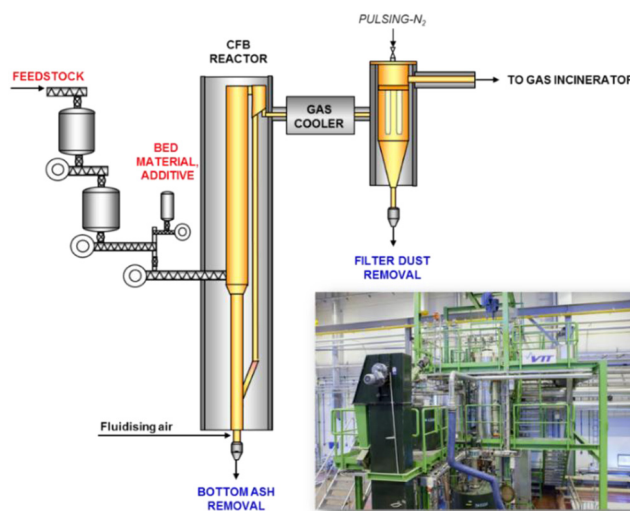 PULSING-N₂
CFB
REACTOR
FEEDSTOCK
TO GAS INCINERATOR
GAS
COOLER
BED
MATERIAL,
ADDITIVE
FILTER DUST
REMOVAL
VTT
Fluidising air
BOTTOM ASH
REMOVAL